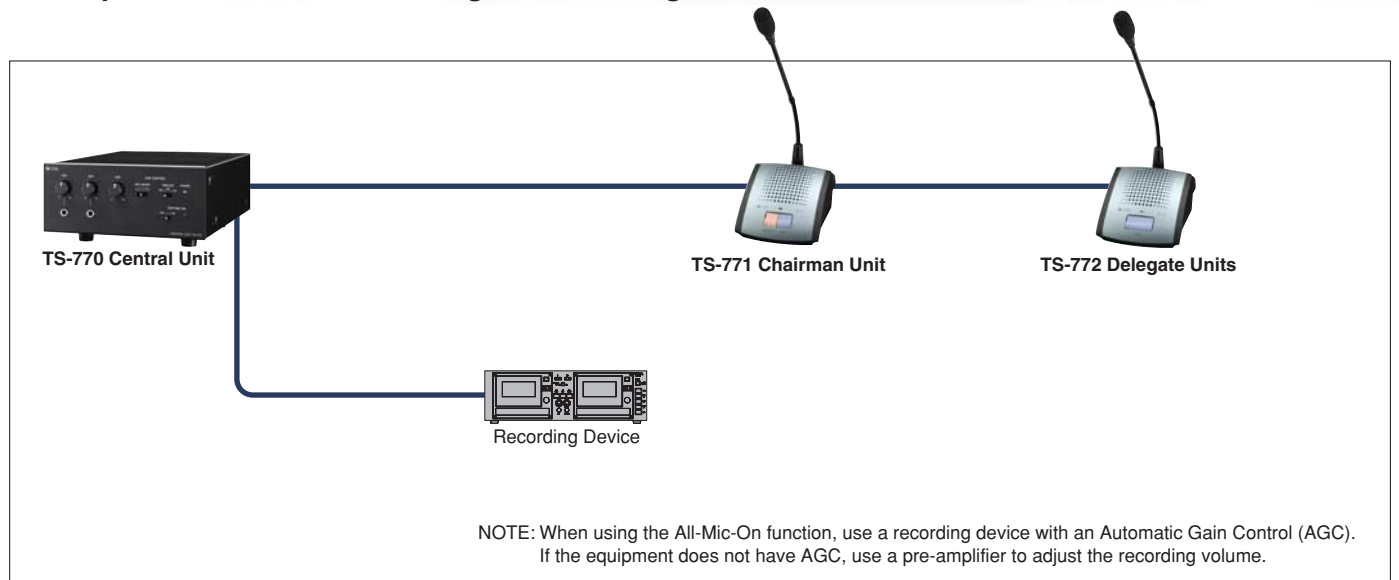 TS-770 Central Unit
TS-771 Chairman Unit
TS-772 Delegate Units
Recording Device
NOTE: When using the All-Mic-On function, use a recording device with an Automatic Gain Control (AGC).
If the equipment does not have AGC, use a pre-amplifier to adjust the recording volume.